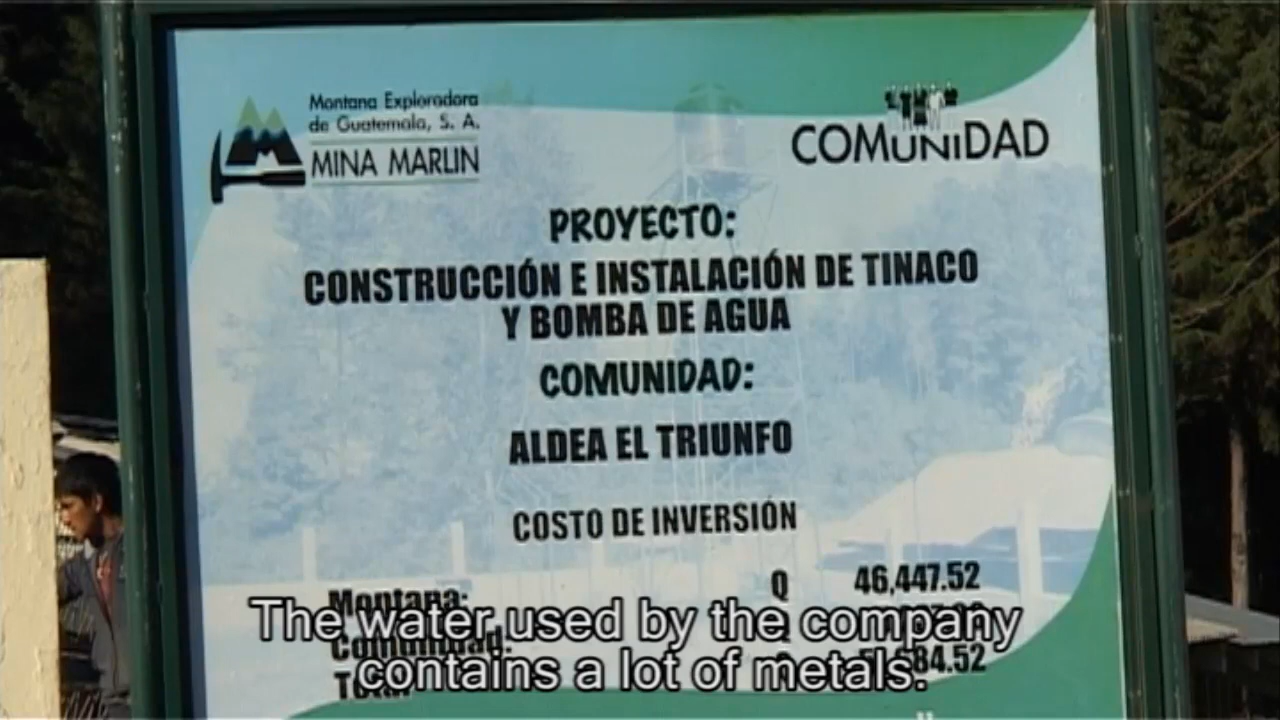 Montana Exploradora
de Guatemala, S. A.
MINA MARLIN
COMUNIDAD
PROYECTO:
CONSTRUCCIÓN E INSTALACIÓN DE TINACO
Y BOMBA DE AGUA
COMUNIDAD:
ALDEA EL TRIUNFO
COSTO DE INVERSIÓN
Montana: Q 46,447.52
The water used by the company
contains a lot of metals.